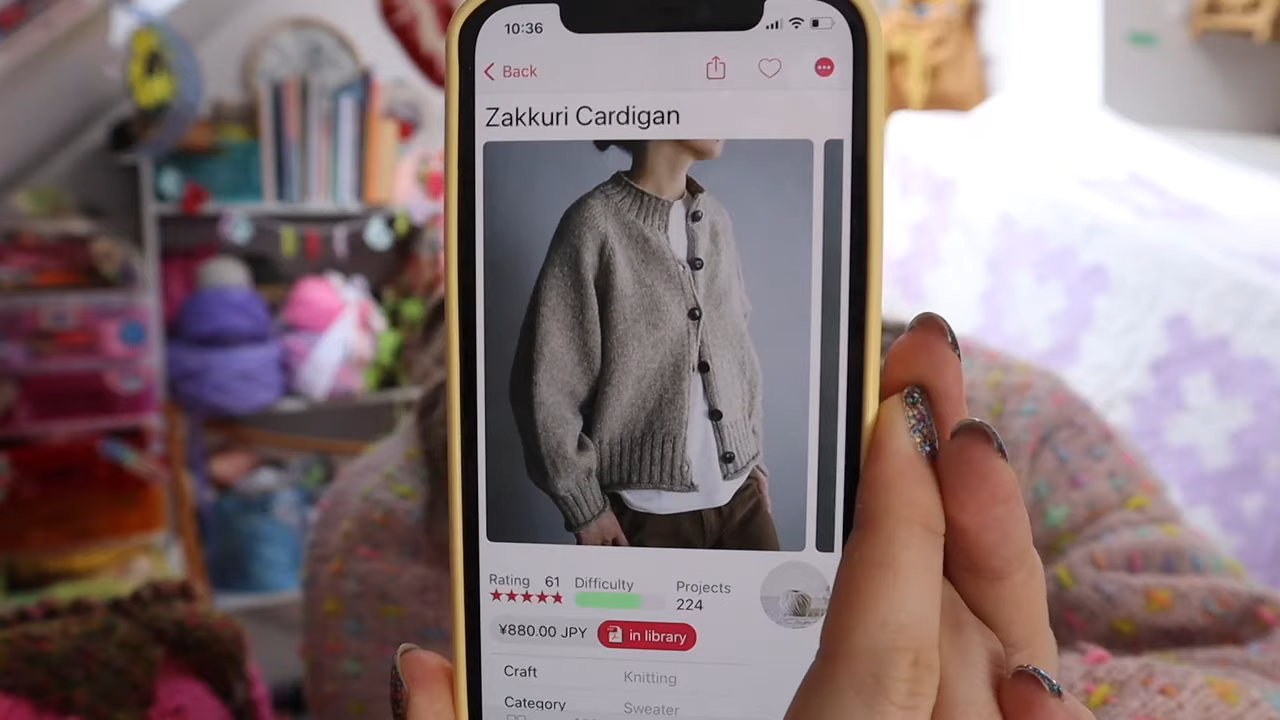 10:36
Back
Zakkuri Cardigan
Rating 61 Difficulty Projects
224
¥880.00 JPY in library
Craft Knitting
Category Sweater